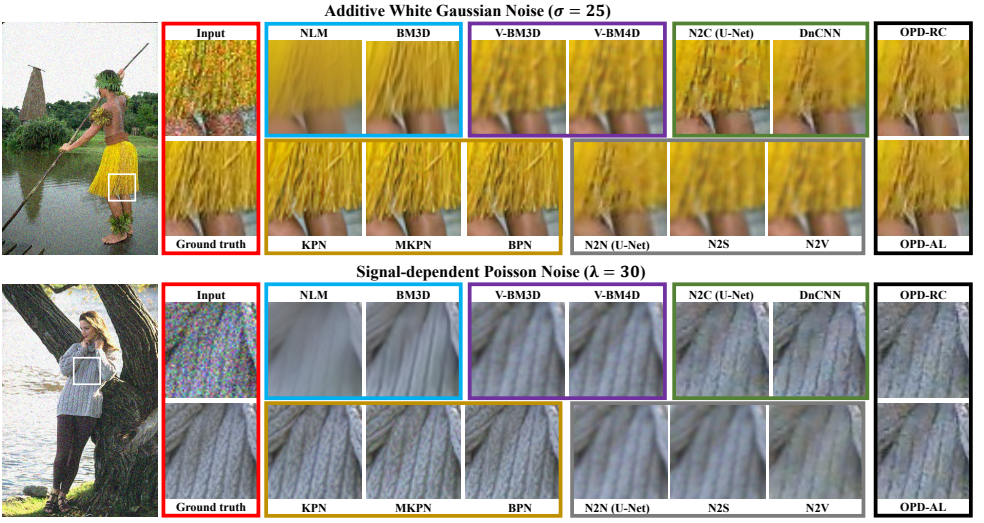 Additive White Gaussian Noise (σ = 25)
Input NLM BM3D V-BM3D V-BM4D N2C (U-Net) DnCNN OPD-RC
Ground truth KPN MKPN BPN N2N (U-Net) N2S N2V OPD-AL
Signal-dependent Poisson Noise (λ = 30)
Input NLM BM3D V-BM3D V-BM4D N2C (U-Net) DnCNN OPD-RC
Ground truth KPN MKPN BPN N2N (U-Net) N2S N2V OPD-AL